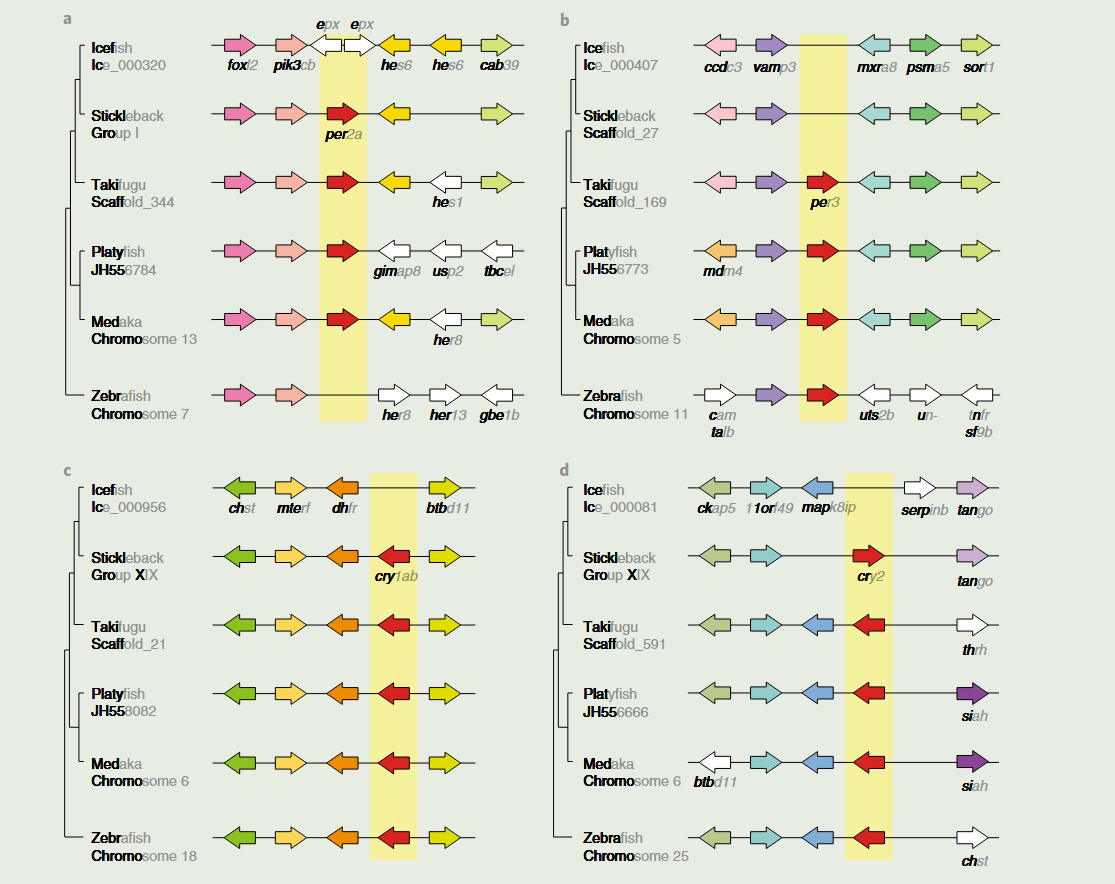 a
epx epx
Icefish
Ice_000320
foxl2 pik3cb hes6 hes6 cab39
Stickleback
Group I
per2a
Takifugu
Scaffold_344
hes1
Platyfish
JH556784
gimap8 usp2 tbcel
Medaka
Chromosome 13
her8
Zebrafish
Chromosome 7
her8 her13 gbe1b
b
Icefish
Ice_000407
ccdc3 vamp3 mxra8 psma5 sort1
Stickleback
Scaffold_27
Takifugu
Scaffold_169
per3
Platyfish
JH556773
mdm4
Medaka
Chromosome 5
Zebrafish
Chromosome 11
cam uts2b un- tnfr
talb sf9b
c
Icefish
Ice_000956
chst mterf dhfr btbd11
Stickleback
Group XIX
cry1ab
Takifugu
Scaffold_21
Platyfish
JH558082
Medaka
Chromosome 6
Zebrafish
Chromosome 18
d
Icefish
Ice_000081
ckap5 11orf49 mapk8ip serpinb tango
Stickleback
Group XIX
cry2 tango
Takifugu
Scaffold_591
thrh
Platyfish
JH556666
siah
Medaka
Chromosome 6
btbd11 siah
Zebrafish
Chromosome 25
chst